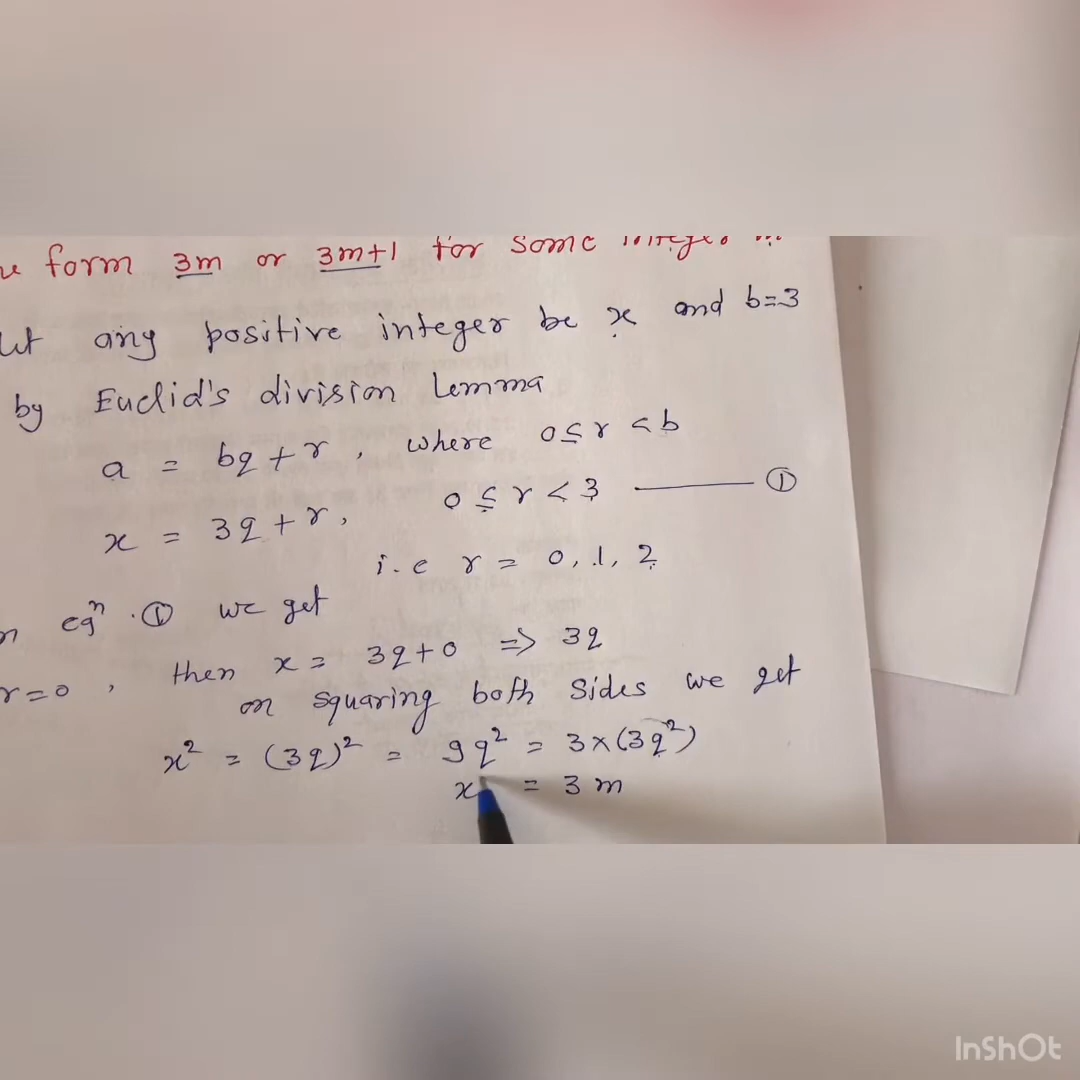 form 3m or 3m+1 for some integer m
any positive integer be x and b=3
by Euclid's division Lemma
a = bq + r, where 0≤r<b
x = 3q + r, 0≤r<3 ——— ①
i.e r = 0, 1, 2
eqⁿ. ① we get
r=0, then x = 3q+0 => 3q
on squaring both sides we get
x² = (3q)² = 9q² = 3×(3q²)
x = 3m
InShOt